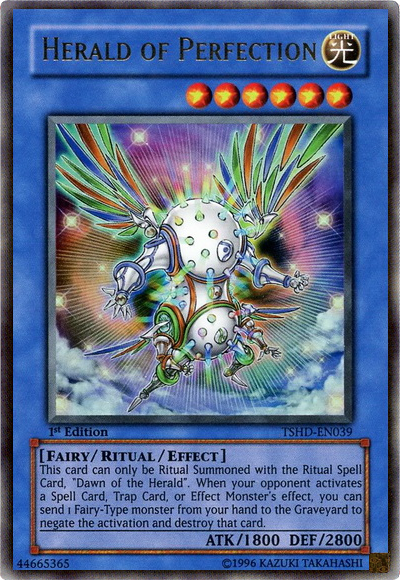 HERALD OF PERFECTION
LIGHT
光
1st Edition
TSHD-EN039
[FAIRY/RITUAL/EFFECT]
This card can only be Ritual Summoned with the Ritual Spell
Card, "Dawn of the Herald". When your opponent activates
a Spell Card, Trap Card, or Effect Monster's effect, you can
send 1 Fairy-Type monster from your hand to the Graveyard to
negate the activation and destroy that card.
ATK/1800 DEF/2800
44665365
©1996 KAZUKI TAKAHASHI